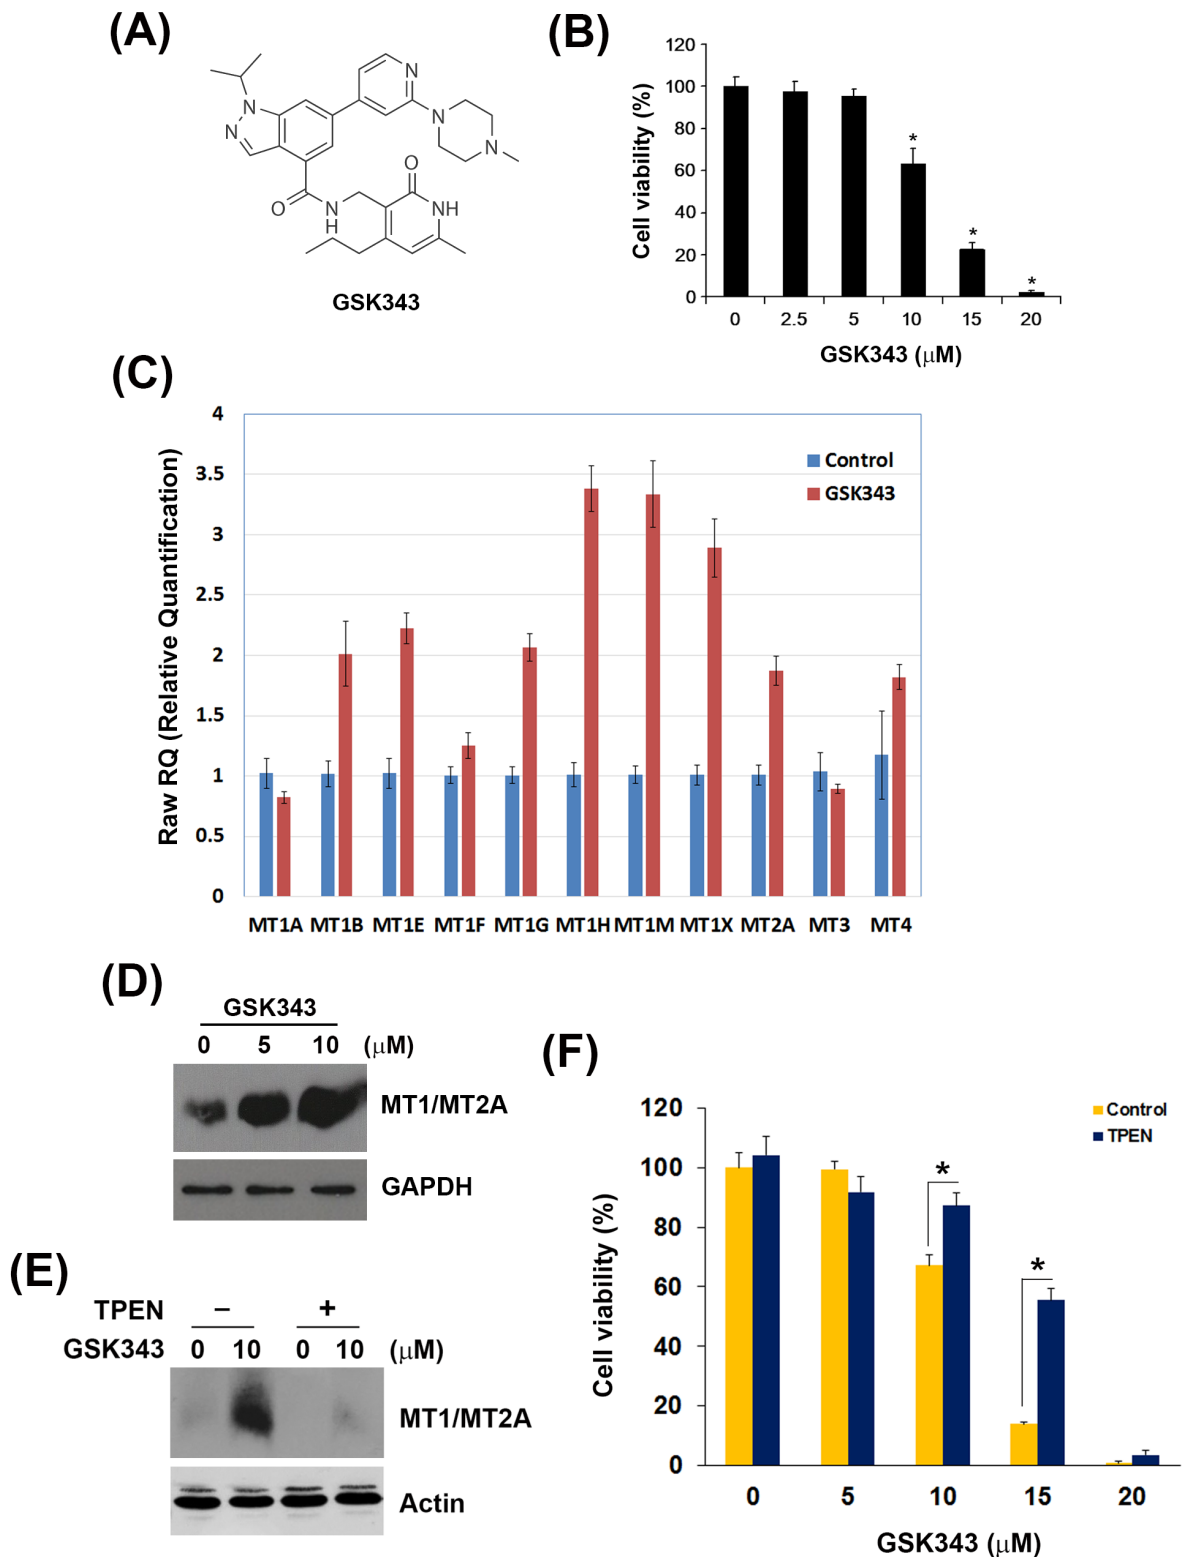 (A)
N
N
N
N
N
O
N
H
O
NH
GSK343
(B)
Cell viability (%)
120
100
80
60
40
20
0
*
*
*
0 2.5 5 10 15 20
GSK343 (μM)
(C)
Raw RQ (Relative Quantification)
4
3.5
3
2.5
2
1.5
1
0.5
0
Control
GSK343
MT1A MT1B MT1E MT1F MT1G MT1H MT1M MT1X MT2A MT3 MT4
(D)
GSK343
0 5 10 (μM)
MT1/MT2A
GAPDH
(E)
TPEN – +
GSK343 0 10 0 10 (μM)
MT1/MT2A
Actin
(F)
Cell viability (%)
120
100
80
60
40
20
0
Control
TPEN
*
*
0 5 10 15 20
GSK343 (μM)